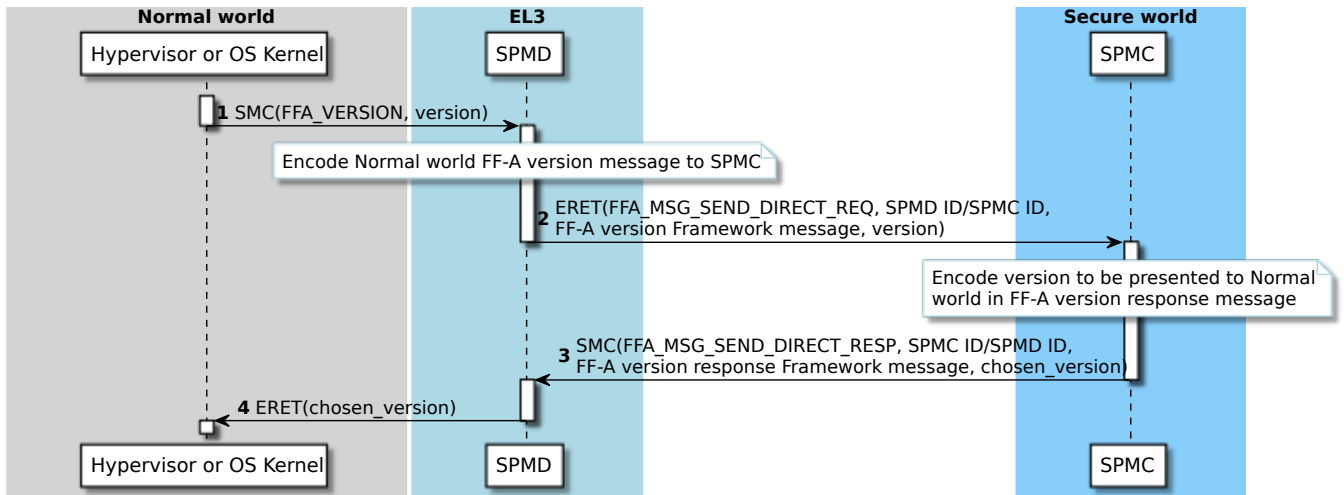 Normal world
EL3
Secure world
Hypervisor or OS Kernel
SPMD
SPMC
1 SMC(FFA_VERSION, version)
Encode Normal world FF-A version message to SPMC
2 ERET(FFA_MSG_SEND_DIRECT_REQ, SPMD ID/SPMC ID,
FF-A version Framework message, version)
Encode version to be presented to Normal
world in FF-A version response message
3 SMC(FFA_MSG_SEND_DIRECT_RESP, SPMC ID/SPMD ID,
FF-A version response Framework message, chosen_version)
4 ERET(chosen_version)
Hypervisor or OS Kernel
SPMD
SPMC